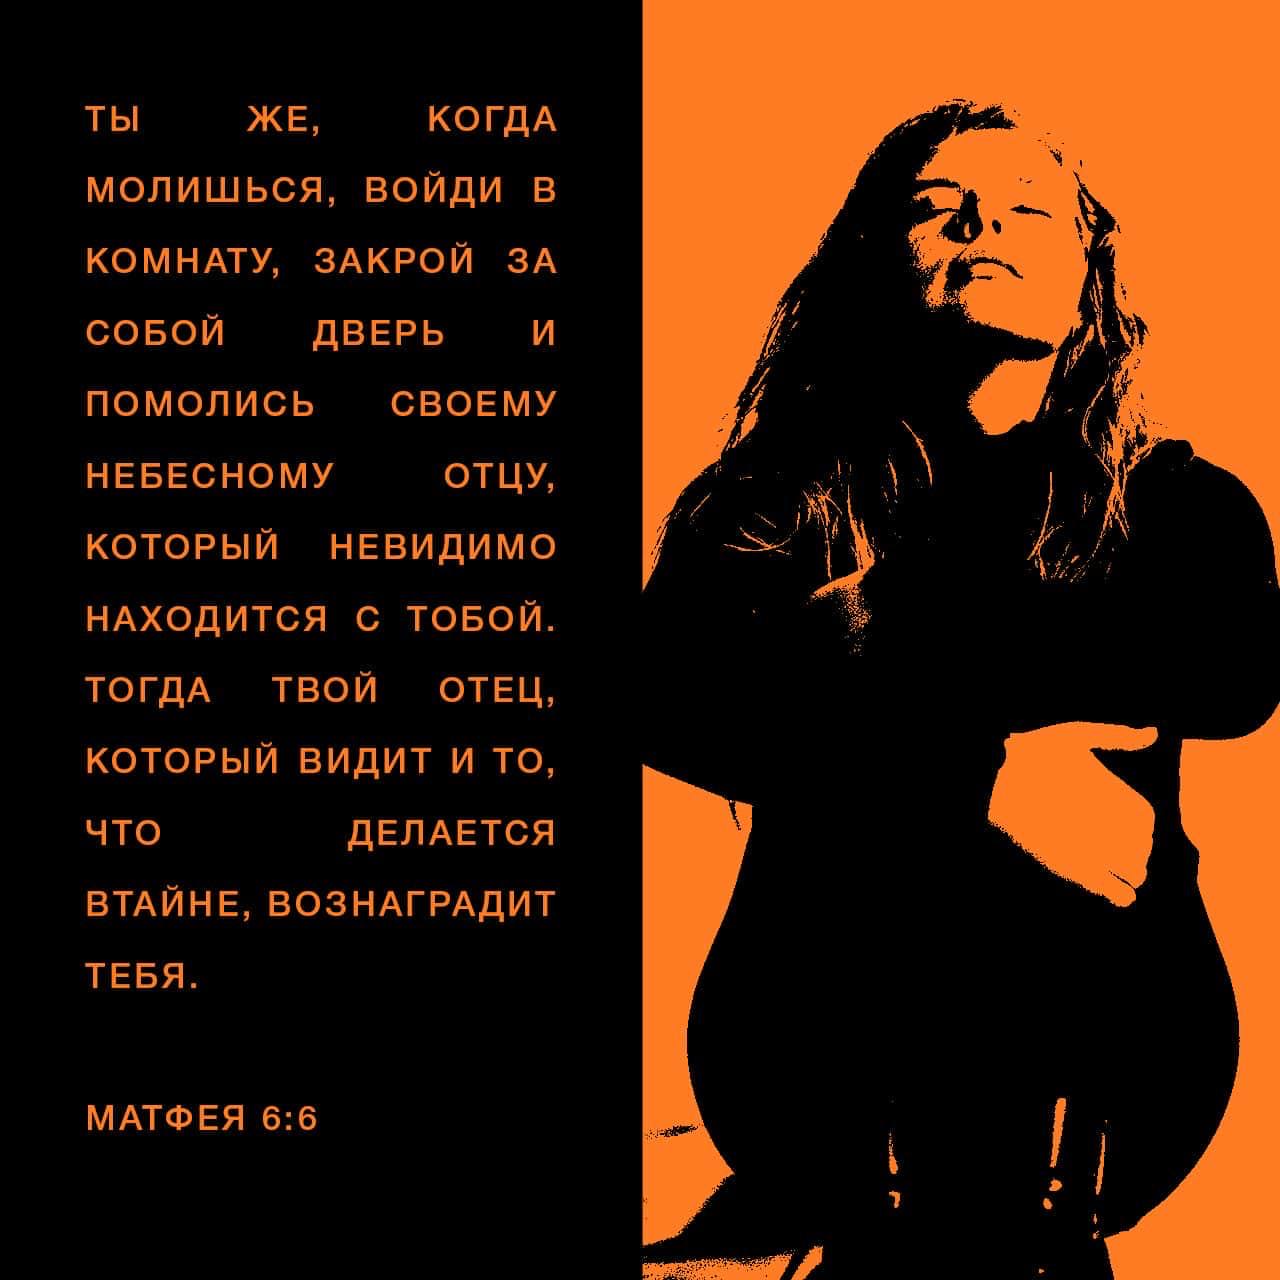 ТЫ ЖЕ, КОГДА
МОЛИШЬСЯ, ВОЙДИ В
КОМНАТУ, ЗАКРОЙ ЗА
СОБОЙ ДВЕРЬ И
ПОМОЛИСЬ СВОЕМУ
НЕБЕСНОМУ ОТЦУ,
КОТОРЫЙ НЕВИДИМО
НАХОДИТСЯ С ТОБОЙ.
ТОГДА ТВОЙ ОТЕЦ,
КОТОРЫЙ ВИДИТ И ТО,
ЧТО ДЕЛАЕТСЯ
ВТАЙНЕ, ВОЗНАГРАДИТ
ТЕБЯ.
МАТФЕЯ 6:6